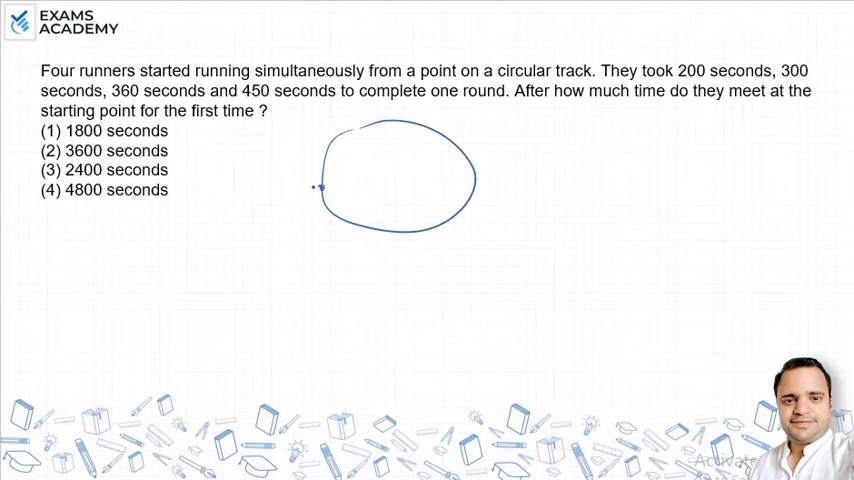 EXAMS
ACADEMY
Four runners started running simultaneously from a point on a circular track. They took 200 seconds, 300
seconds, 360 seconds and 450 seconds to complete one round. After how much time do they meet at the
starting point for the first time ?
(1) 1800 seconds
(2) 3600 seconds
(3) 2400 seconds
(4) 4800 seconds
Activate